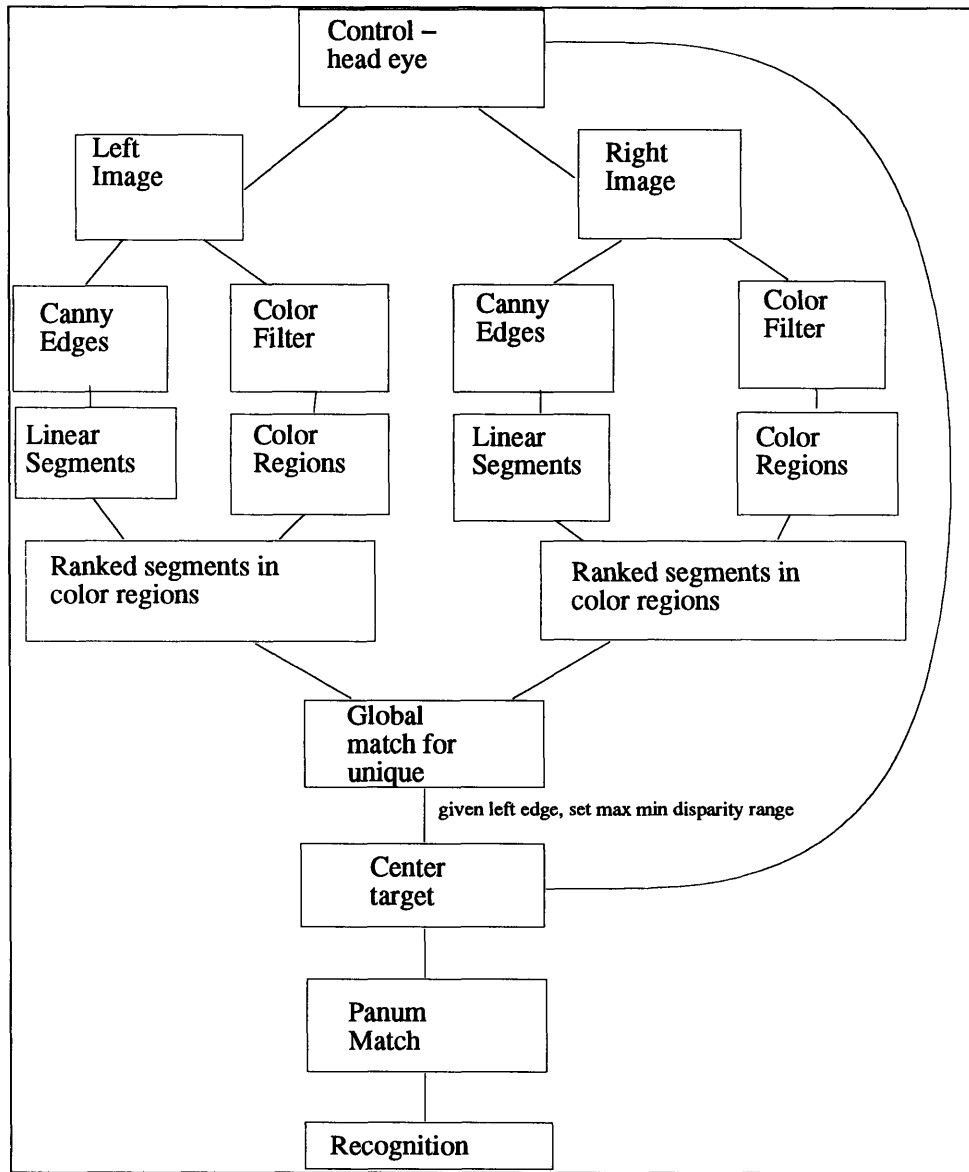 Control –
head eye
Left
Image
Right
Image
Canny
Edges
Color
Filter
Canny
Edges
Color
Filter
Linear
Segments
Color
Regions
Linear
Segments
Color
Regions
Ranked segments in
color regions
Ranked segments in
color regions
Global
match for
unique
given left edge, set max min disparity range
Center
target
Panum
Match
Recognition